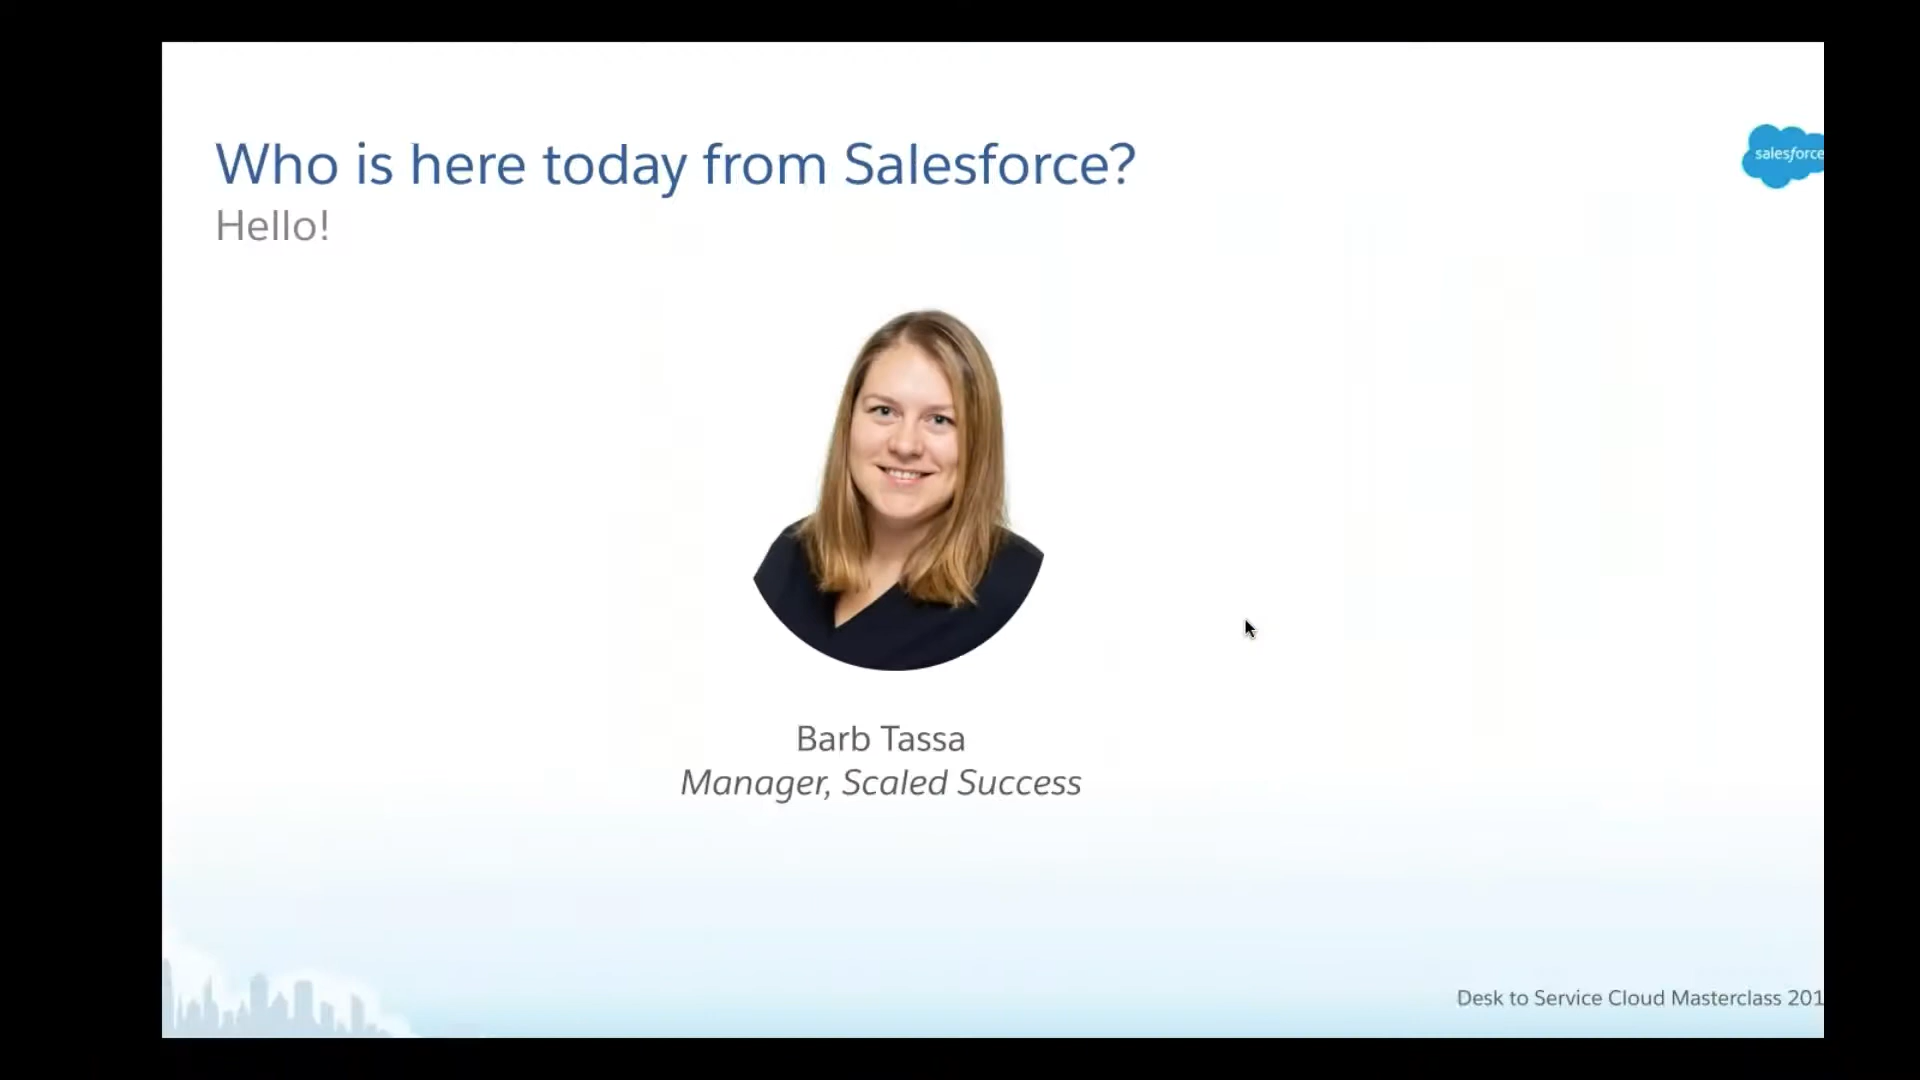 Who is here today from Salesforce?
salesforce
Hello!
Barb Tassa
Manager, Scaled Success
Desk to Service Cloud Masterclass 201